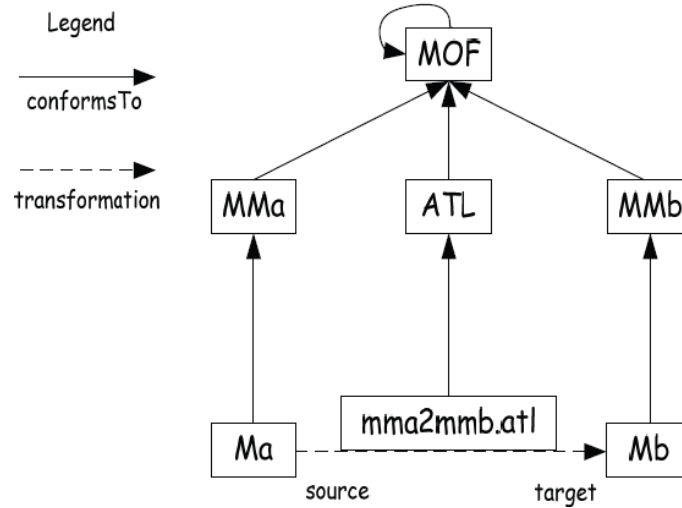 Legend
conformsTo
transformation
MOF
MMa
ATL
MMb
mma2mmb.atl
Ma
Mb
source
target